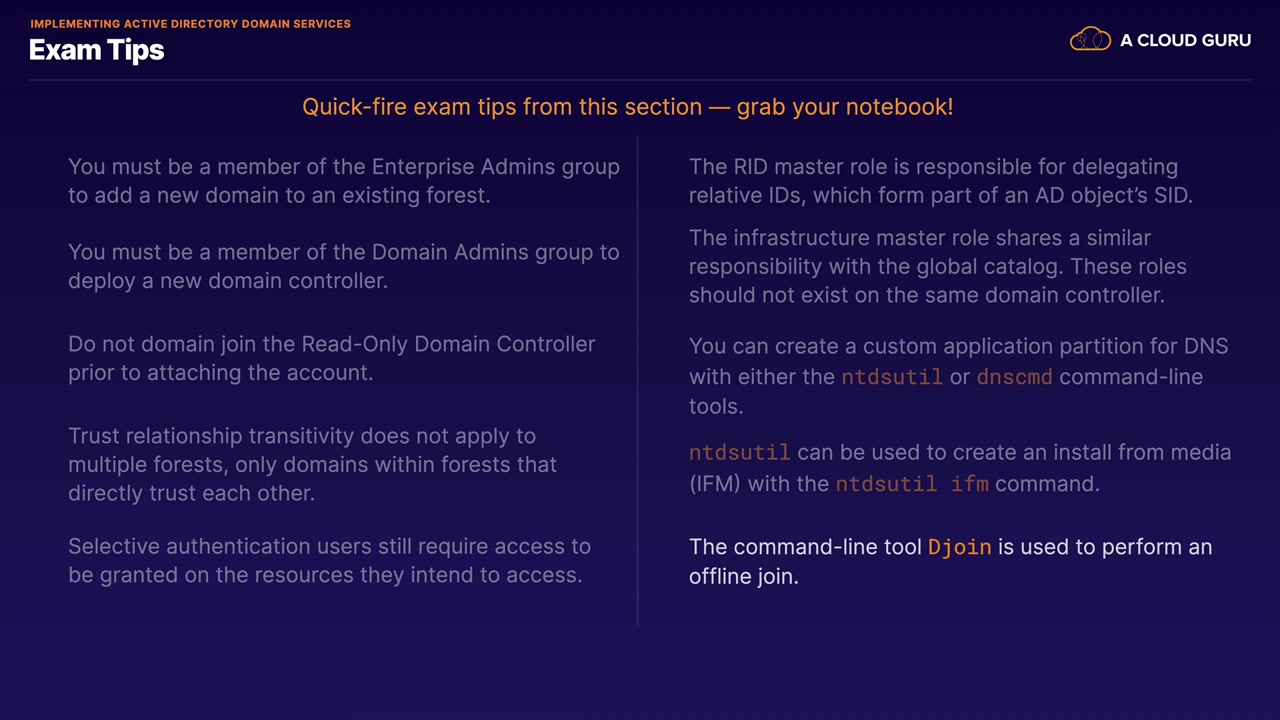 IMPLEMENTING ACTIVE DIRECTORY DOMAIN SERVICES
Exam Tips
A CLOUD GURU
Quick-fire exam tips from this section — grab your notebook!
You must be a member of the Enterprise Admins group
to add a new domain to an existing forest.
You must be a member of the Domain Admins group to
deploy a new domain controller.
Do not domain join the Read-Only Domain Controller
prior to attaching the account.
Trust relationship transitivity does not apply to
multiple forests, only domains within forests that
directly trust each other.
Selective authentication users still require access to
be granted on the resources they intend to access.
The RID master role is responsible for delegating
relative IDs, which form part of an AD object’s SID.
The infrastructure master role shares a similar
responsibility with the global catalog. These roles
should not exist on the same domain controller.
You can create a custom application partition for DNS
with either the ntdsutil or dnscmd command-line
tools.
ntdsutil can be used to create an install from media
(IFM) with the ntdsutil ifm command.
The command-line tool Djoin is used to perform an
offline join.